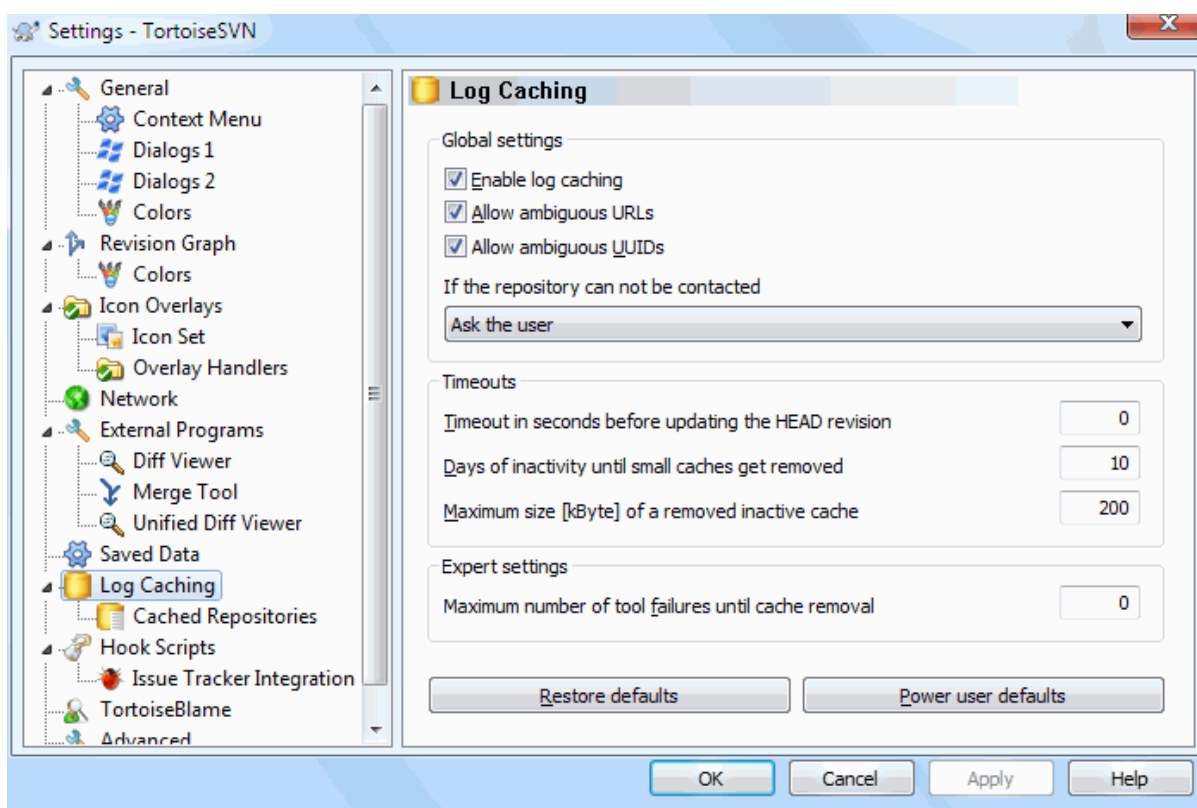 Settings - TortoiseSVN
X
General
Context Menu
Dialogs 1
Dialogs 2
Colors
Revision Graph
Colors
Icon Overlays
Icon Set
Overlay Handlers
Network
External Programs
Diff Viewer
Merge Tool
Unified Diff Viewer
Saved Data
Log Caching
Cached Repositories
Hook Scripts
Issue Tracker Integration
TortoiseBlame
Advanced
Log Caching
Global settings
Enable log caching
Allow ambiguous URLs
Allow ambiguous UUIDs
If the repository can not be contacted
Ask the user
Timeouts
Timeout in seconds before updating the HEAD revision 0
Days of inactivity until small caches get removed 10
Maximum size [kByte] of a removed inactive cache 200
Expert settings
Maximum number of tool failures until cache removal 0
Restore defaults Power user defaults
OK Cancel Apply Help